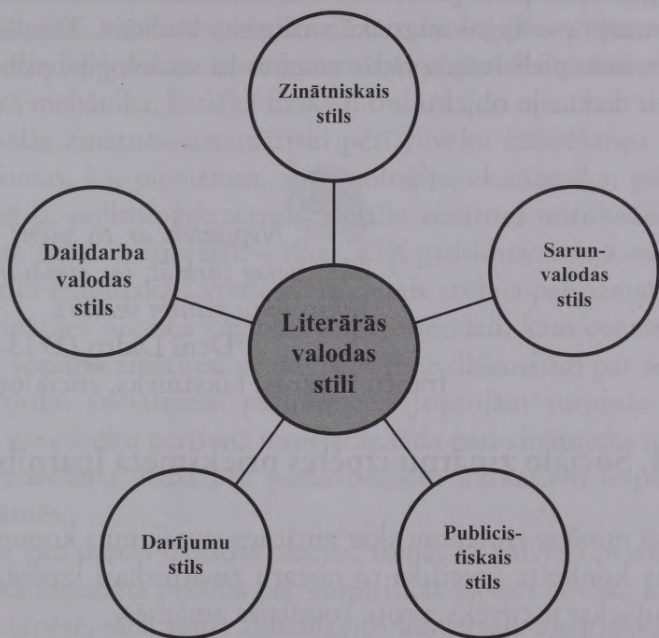 Zinātniskais
stils
Daiļdarba
valodas
stils
Sarun-
valodas
stils
Literārās
valodas
stili
Darījumu
stils
Publicis-
tiskais
stils